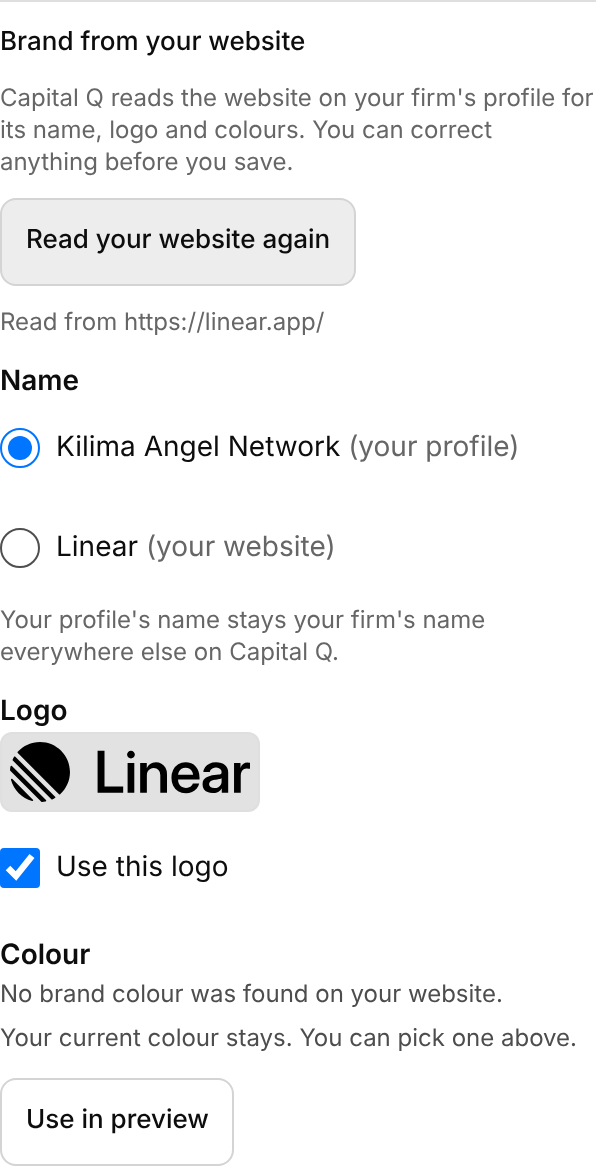 Brand from your website
Capital Q reads the website on your firm's profile for
its name, logo and colours. You can correct
anything before you save.
Read your website again
Read from https://linear.app/
Name
Kilima Angel Network (your profile)
Linear (your website)
Your profile's name stays your firm's name
everywhere else on Capital Q.
Logo
Linear
Use this logo
Colour
No brand colour was found on your website.
Your current colour stays. You can pick one above.
Use in preview